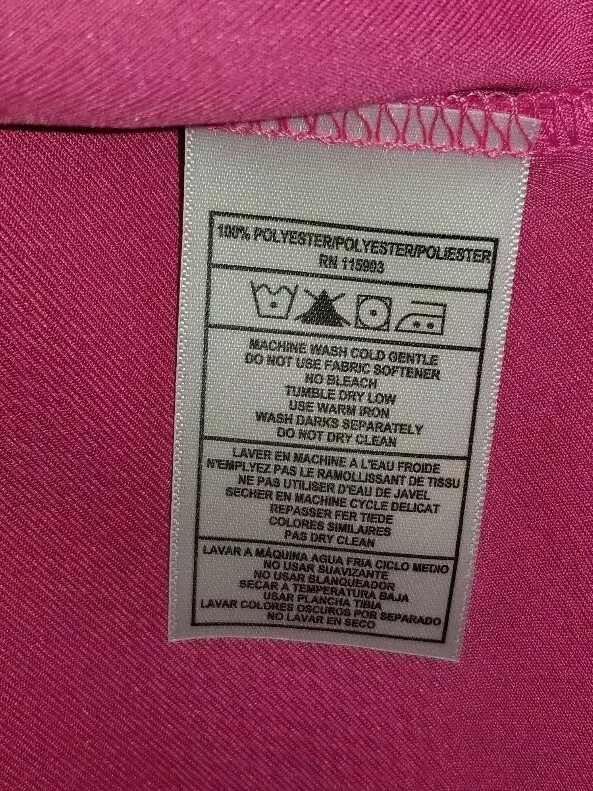 100% POLYESTER/POLYESTER/POLIESTER
RN 115903
MACHINE WASH COLD GENTLE
DO NOT USE FABRIC SOFTENER
NO BLEACH
TUMBLE DRY LOW
USE WARM IRON
WASH DARKS SEPARATELY
DO NOT DRY CLEAN
LAVER EN MACHINE A L'EAU FROIDE
N'EMPLYEZ PAS LE RAMOLLISSANT DE TISSU
NE PAS UTILISER D'EAU DE JAVEL
SECHER EN MACHINE CYCLE DELICAT
REPASSER FER TIEDE
COLORES SIMILAIRES
PAS DRY CLEAN
LAVAR A MÁQUINA AGUA FRIA CICLO MEDIO
NO USAR SUAVIZANTE
NO USAR BLANQUEADOR
SECAR A TEMPERATURA BAJA
USAR PLANCHA TIBIA
LAVAR COLORES OSCUROS POR SEPARADO
NO LAVAR EN SECO